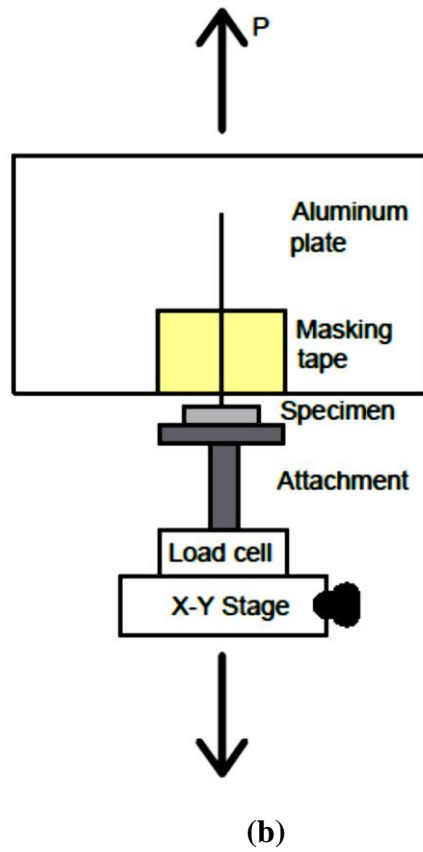 P
Aluminum
plate
Masking
tape
Specimen
Attachment
Load cell
X-Y Stage
(b)